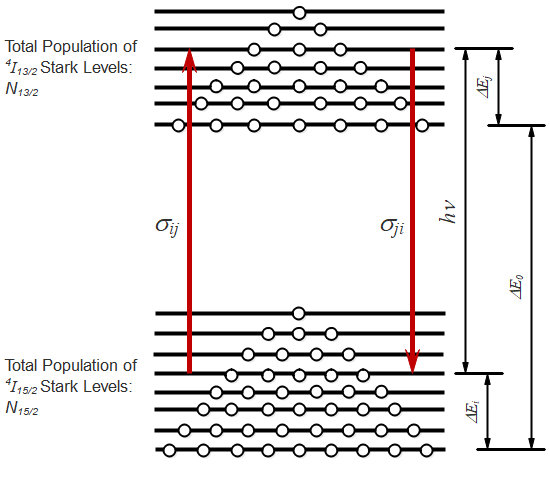 Total Population of
⁴I₁₃/₂ Stark Levels:
N₁₃/₂
σij
σji
hν
ΔEj
ΔE₀
Total Population of
⁴I₁₅/₂ Stark Levels:
N₁₅/₂
ΔEi